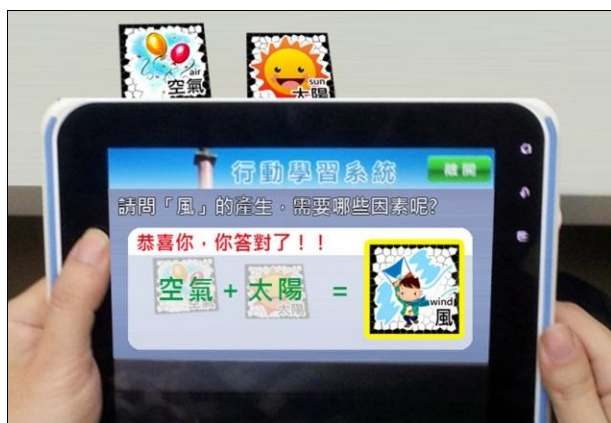 air
空氣
sun
太陽
行動學習系統
離開
請問「風」的產生，需要哪些因素呢?
恭喜你，你答對了！！
空氣 + 太陽 =
wind
風